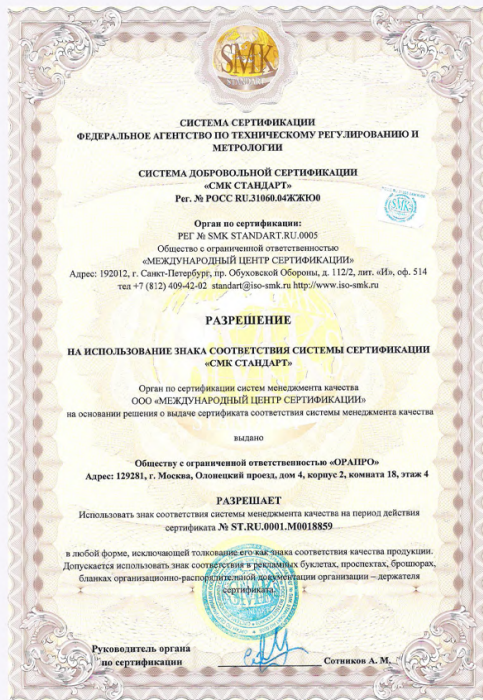 SMK
STANDART
СИСТЕМА СЕРТИФИКАЦИИ
ФЕДЕРАЛЬНОЕ АГЕНТСТВО ПО ТЕХНИЧЕСКОМУ РЕГУЛИРОВАНИЮ И
МЕТРОЛОГИИ
СИСТЕМА ДОБРОВОЛЬНОЙ СЕРТИФИКАЦИИ
«СМК СТАНДАРТ»
Рег. № РОСС RU.31060.04ЖЖЮ0
Орган по сертификации:
РЕГ № SMK STANDART.RU.0005
Общество с ограниченной ответственностью
«МЕЖДУНАРОДНЫЙ ЦЕНТР СЕРТИФИКАЦИИ»
Адрес: 192012, г. Санкт-Петербург, пр. Обуховской Обороны, д. 112/2, лит. «И», оф. 514
тел +7 (812) 409-42-02 standart@iso-smk.ru http://www.iso-smk.ru
РАЗРЕШЕНИЕ
НА ИСПОЛЬЗОВАНИЕ ЗНАКА СООТВЕТСТВИЯ СИСТЕМЫ СЕРТИФИКАЦИИ
«СМК СТАНДАРТ»
Орган по сертификации систем менеджмента качества
ООО «МЕЖДУНАРОДНЫЙ ЦЕНТР СЕРТИФИКАЦИИ»
на основании решения о выдаче сертификата соответствия системы менеджмента качества
выдано
Обществу с ограниченной ответственностью «ОРАПРО»
Адрес: 129281, г. Москва, Олонецкий проезд, дом 4, корпус 2, комната 18, этаж 4
РАЗРЕШАЕТ
Использовать знак соответствия системы менеджмента качества на период действия
сертификата № ST.RU.0001.M0018859
в любой форме, исключающей толкование его как знака соответствия качества продукции.
Допускается использовать знак соответствия в рекламных буклетах, проспектах, брошюрах,
бланках организационно-распорядительной документации организации – держателя
сертификата.
SMK
Руководитель органа
по сертификации
Сотников А. М.